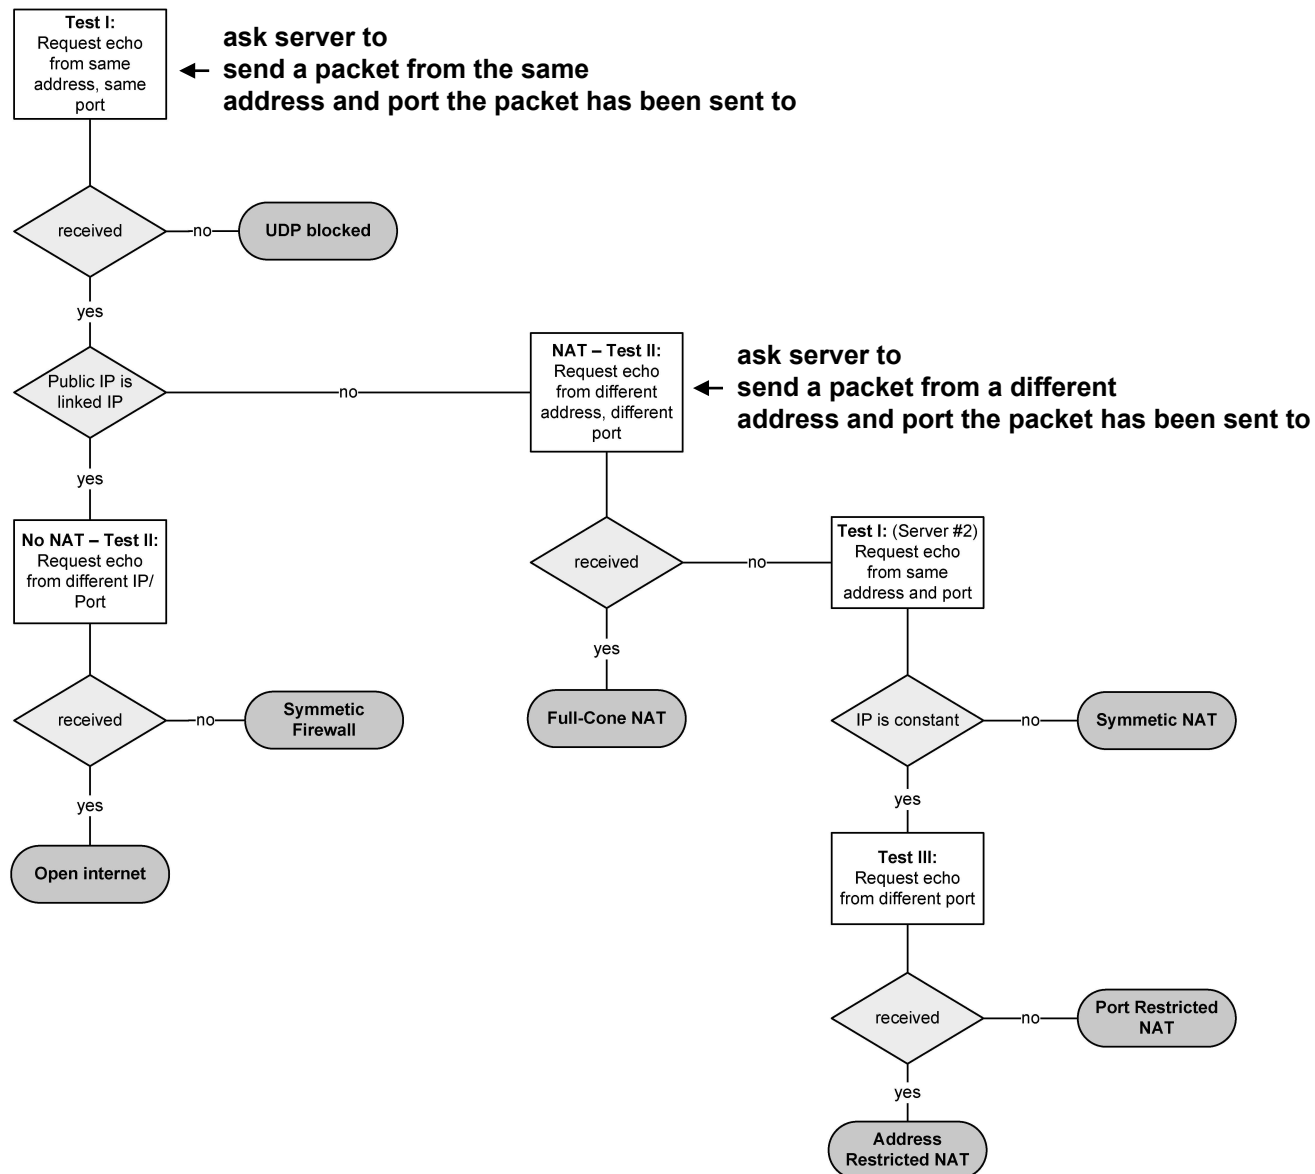 Test I:
Request echo
from same
address, same
port
ask server to
send a packet from the same
address and port the packet has been sent to
received
no
UDP blocked
yes
Public IP is
linked IP
no
NAT – Test II:
Request echo
from different
address, different
port
ask server to
send a packet from a different
address and port the packet has been sent to
yes
No NAT – Test II:
Request echo
from different IP/
Port
received
no
Test I: (Server #2)
Request echo
from same
address and port
yes
received
no
Symmetic
Firewall
Full-Cone NAT
IP is constant
no
Symmetic NAT
yes
Open internet
yes
Test III:
Request echo
from different port
received
no
Port Restricted
NAT
yes
Address
Restricted NAT